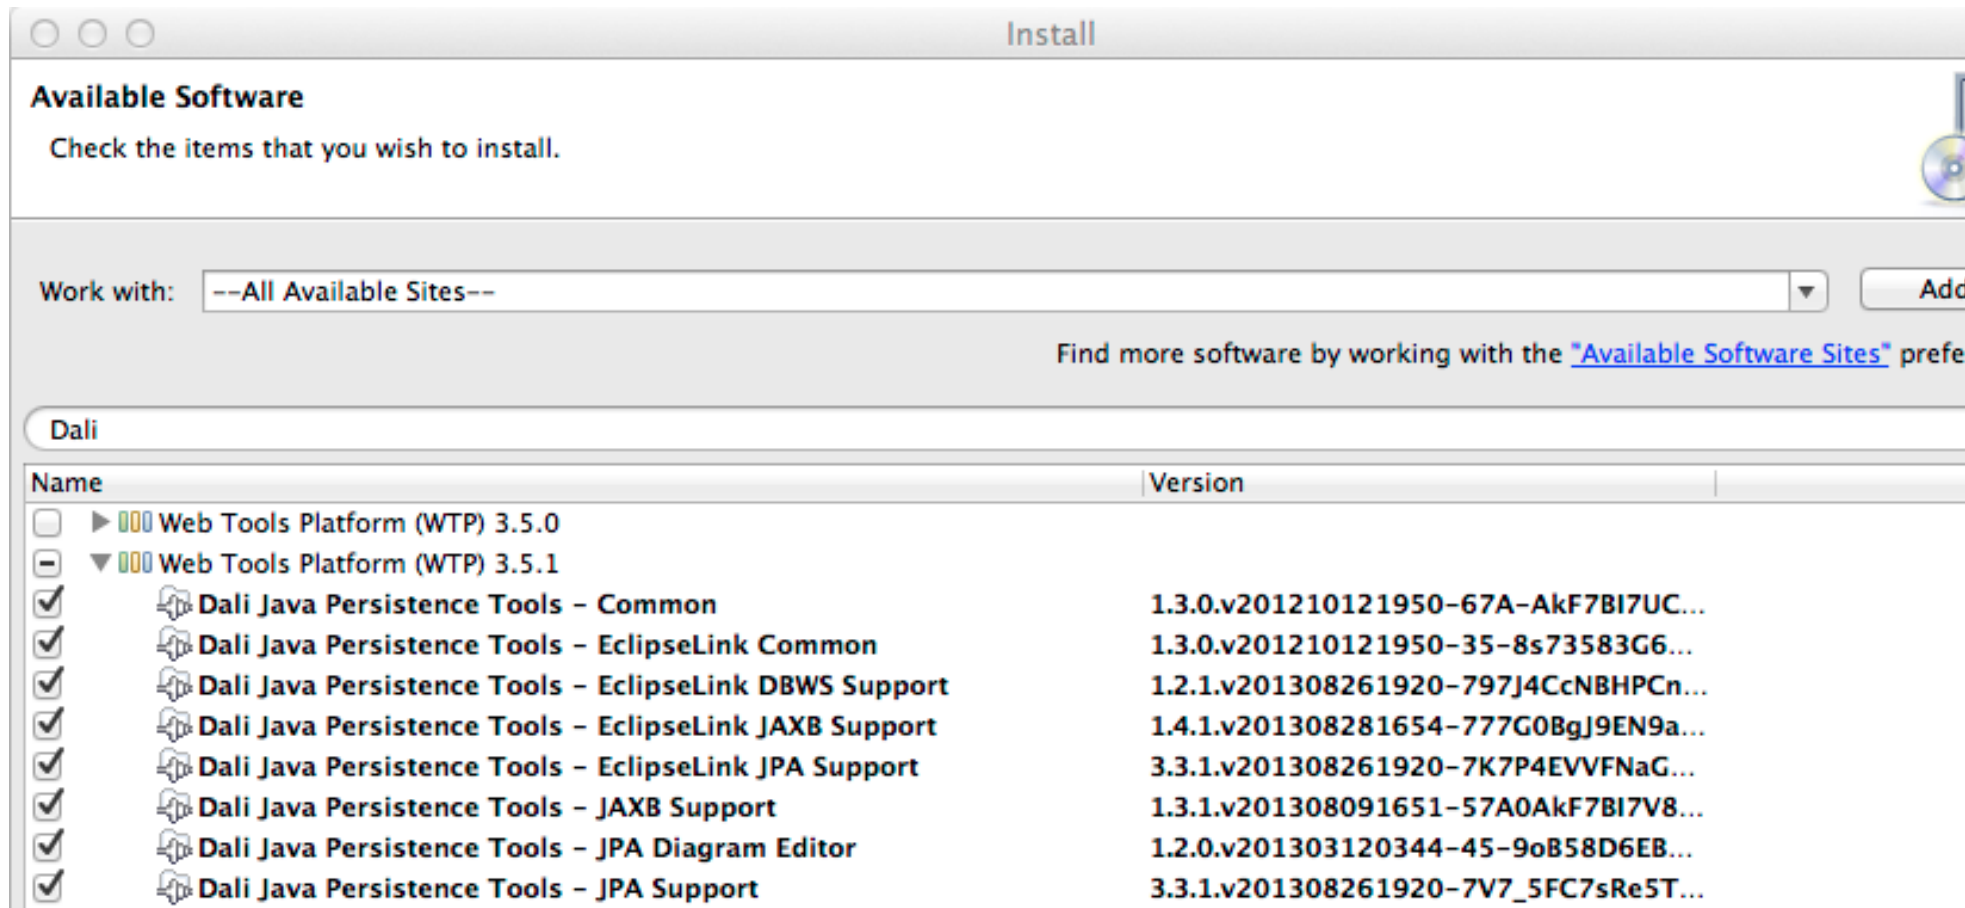 Install
Available Software
Check the items that you wish to install.
Work with: --All Available Sites-- Add
Find more software by working with the "Available Software Sites" prefe
Dali
Name Version
Web Tools Platform (WTP) 3.5.0
Web Tools Platform (WTP) 3.5.1
Dali Java Persistence Tools - Common 1.3.0.v201210121950-67A-AkF7BI7UC...
Dali Java Persistence Tools - EclipseLink Common 1.3.0.v201210121950-35-8s73583G6...
Dali Java Persistence Tools - EclipseLink DBWS Support 1.2.1.v201308261920-797J4CcNBHPCn...
Dali Java Persistence Tools - EclipseLink JAXB Support 1.4.1.v201308281654-777G0BgJ9EN9a...
Dali Java Persistence Tools - EclipseLink JPA Support 3.3.1.v201308261920-7K7P4EVVFNaG...
Dali Java Persistence Tools - JAXB Support 1.3.1.v201308091651-57A0AkF7BI7V8...
Dali Java Persistence Tools - JPA Diagram Editor 1.2.0.v201303120344-45-9oB58D6EB...
Dali Java Persistence Tools - JPA Support 3.3.1.v201308261920-7V7_5FC7sRe5T...